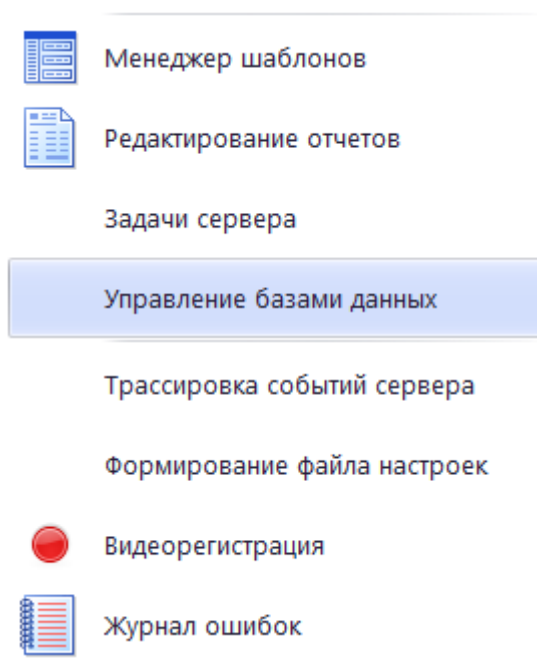 Менеджер шаблонов
Редактирование отчетов
Задачи сервера
Управление базами данных
Трассировка событий сервера
Формирование файла настроек
Видеорегистрация
Журнал ошибок